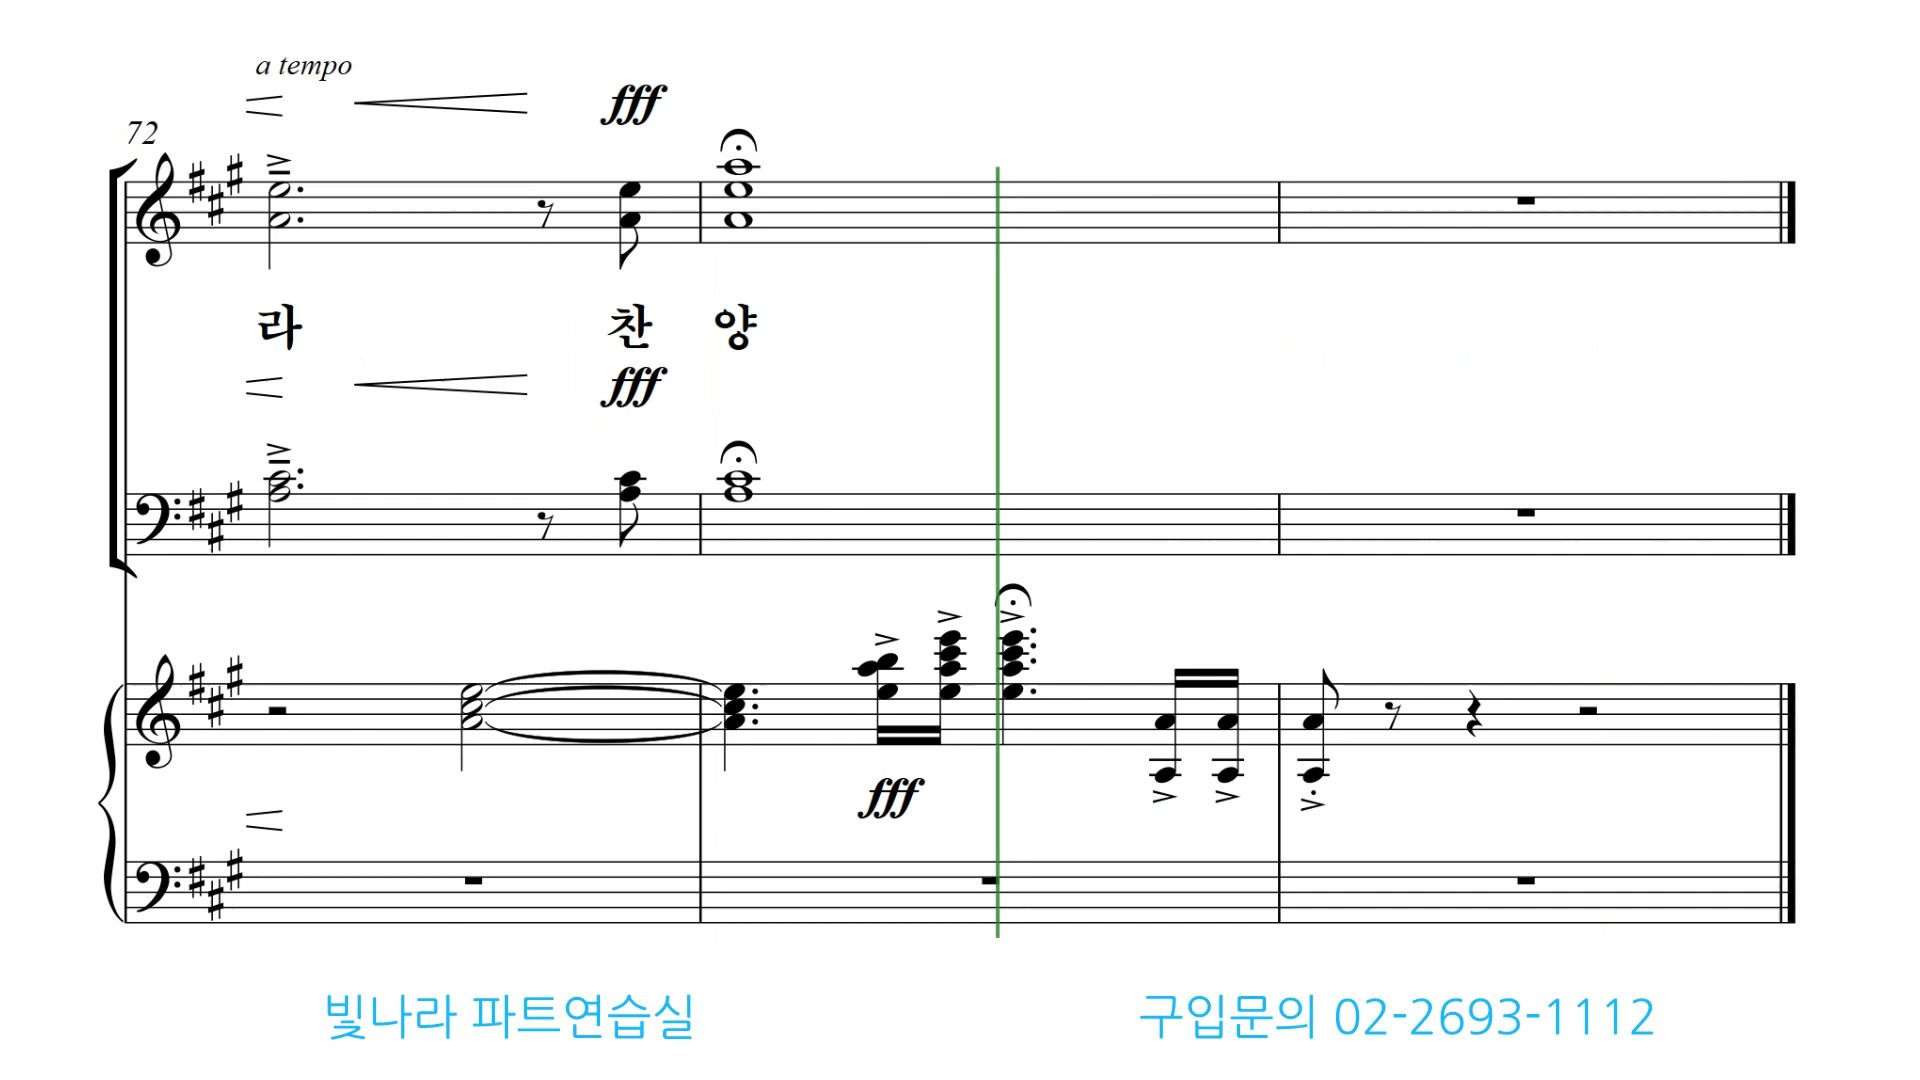 a tempo
fff
72
라 찬 양
fff
fff
빛나라 파트연습실 구입문의 02-2693-1112